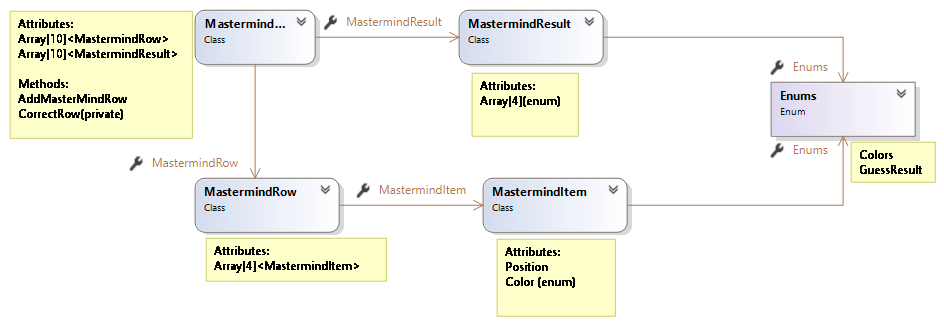 Attributes:
Array[10]<MastermindRow>
Array[10]<MastermindResult>
Methods:
AddMasterMindRow
CorrectRow(private)
Mastermind...
Class
MastermindResult
MastermindResult
Class
Attributes:
Array[4](enum)
Enums
Enums
Enum
Enums
Colors
GuessResult
MastermindRow
MastermindRow
Class
Attributes:
Array[4]<MastermindItem>
MastermindItem
MastermindItem
Class
Attributes:
Position
Color (enum)